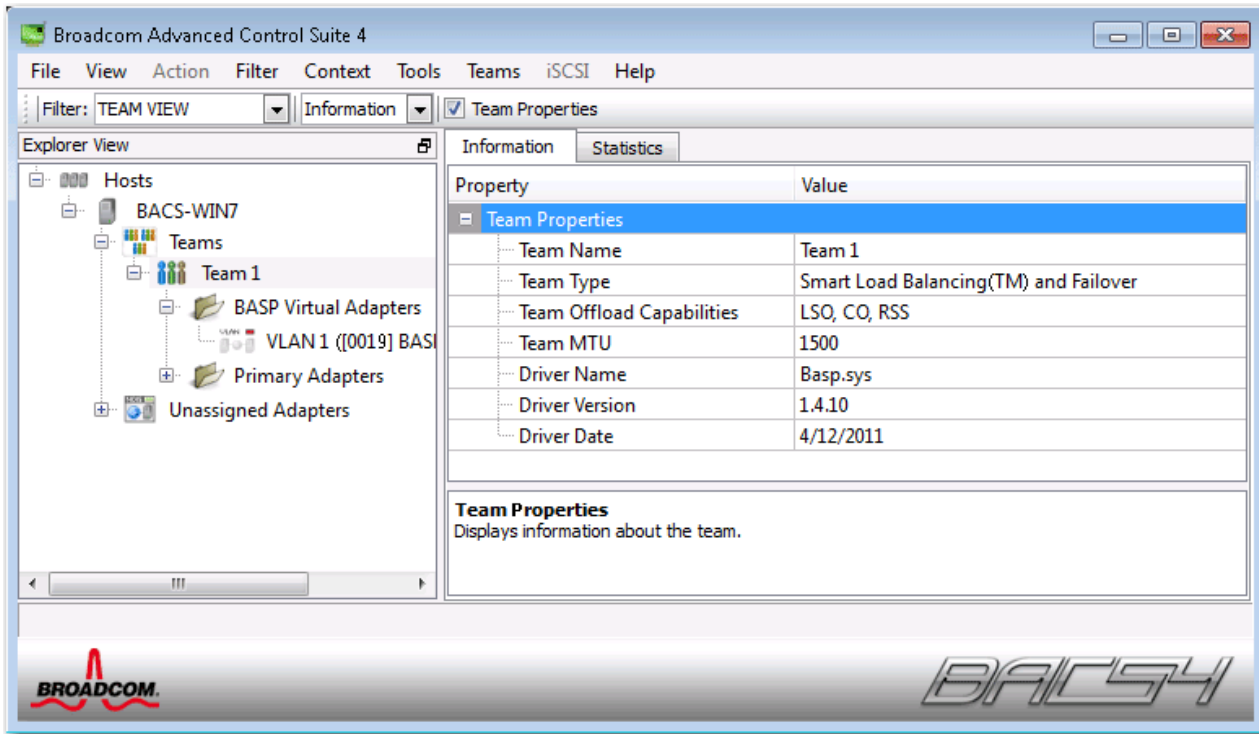 Broadcom Advanced Control Suite 4
File View Action Filter Context Tools Teams iSCSI Help
Filter: TEAM VIEW Information Team Properties
Explorer View
Hosts
BACS-WIN7
Teams
Team 1
BASP Virtual Adapters
VLAN 1 ([0019] BASI
Primary Adapters
Unassigned Adapters
Information Statistics
Property Value
Team Properties
Team Name Team 1
Team Type Smart Load Balancing(TM) and Failover
Team Offload Capabilities LSO, CO, RSS
Team MTU 1500
Driver Name Basp.sys
Driver Version 1.4.10
Driver Date 4/12/2011
Team Properties
Displays information about the team.
BROADCOM.
BACS4